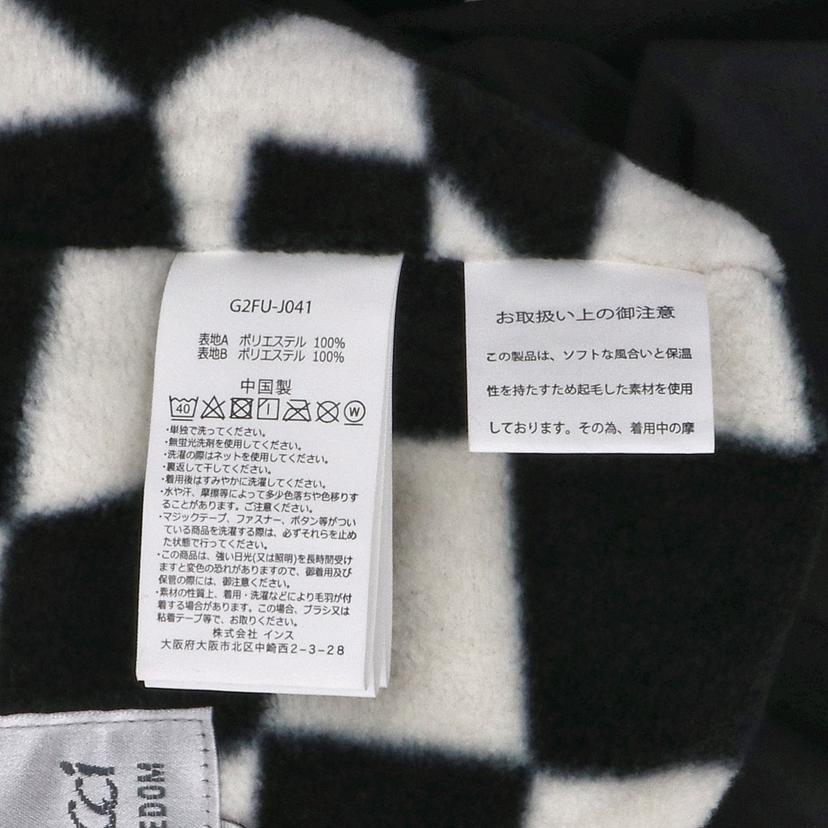 G2FU-J041
表地A ポリエステル 100%
表地B ポリエステル 100%
中国製
40 W
・単独で洗ってください。
・無蛍光洗剤を使用してください。
・洗濯の際はネットを使用してください。
・裏返して干してください。
・着用後はすみやかに洗濯してください。
・水や汗、摩擦等によって多少色落ちや色移りす
ることがあります。ご注意ください。
・マジックテープ、ファスナー、ボタン等がつい
ている商品を洗濯する際は、必ずそれらを止め
た状態で行ってください。
・この商品は、強い日光(又は照明)を長時間受け
ますと変色の恐れがありますので、御着用及び
保管の際には、御注意ください。
・素材の性質上、着用・洗濯などにより毛羽が付
着する場合があります。この場合、ブラシ又は
粘着テープ等で、お取りください。
株式会社 インス
大阪府大阪市北区中崎西2-3-28
お取扱い上の御注意
この製品は、ソフトな風合いと保温
性を持たすため起毛した素材を使用
しております。その為、着用中の摩
cci
EDOM